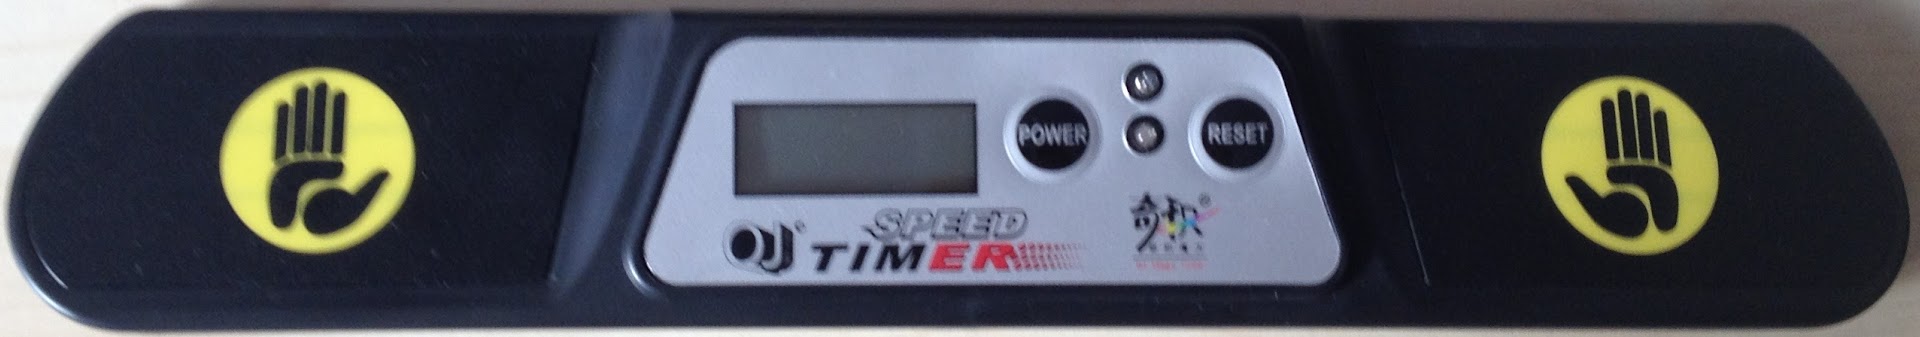 POWER
RESET
QJ®
SPEED
TIMER
奇积®